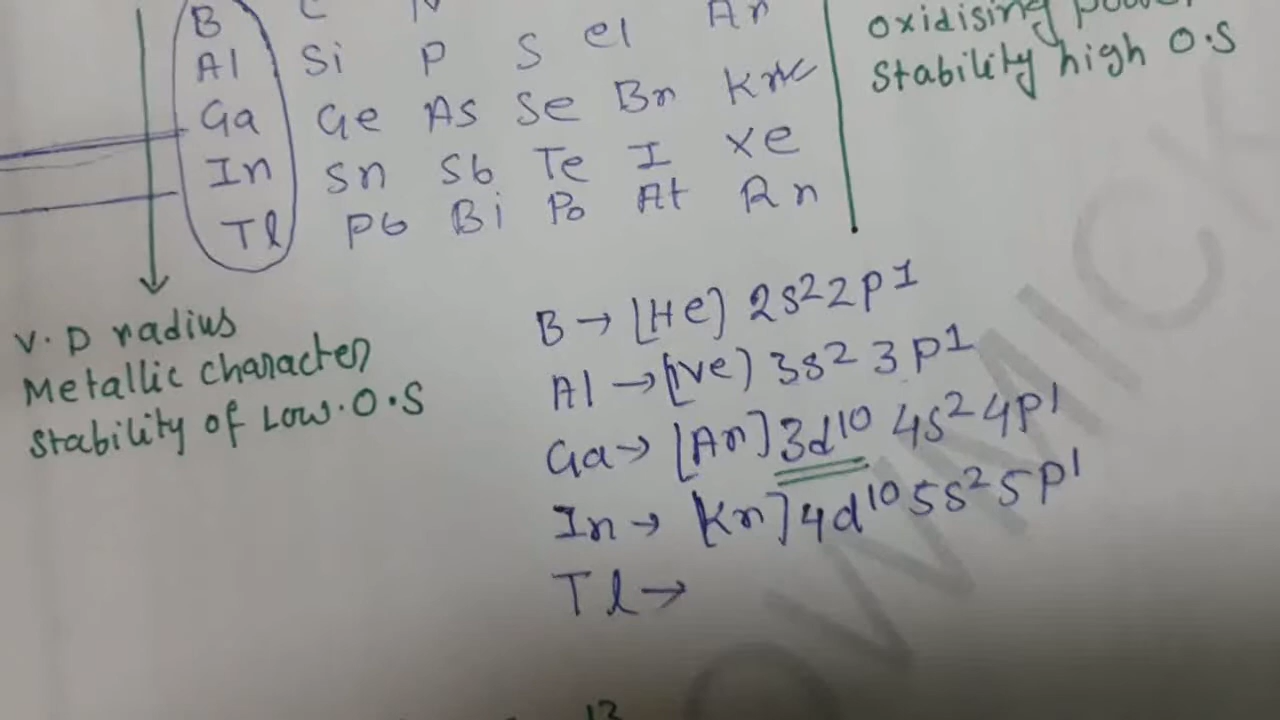 B C N Ar
Al Si P S Cl
Ga Ge As Se Br Kr
In Sn Sb Te I Xe
Tl Pb Bi Po At Rn
oxidising power
Stability high O.S
V.D radius
Metallic character
Stability of Low.O.S
B → [He] 2s² 2p¹
Al → [Ne] 3s² 3p¹
Ga → [Ar] 3d¹⁰ 4s² 4p¹
In → [Kr] 4d¹⁰ 5s² 5p¹
Tl →
13
OWMICK